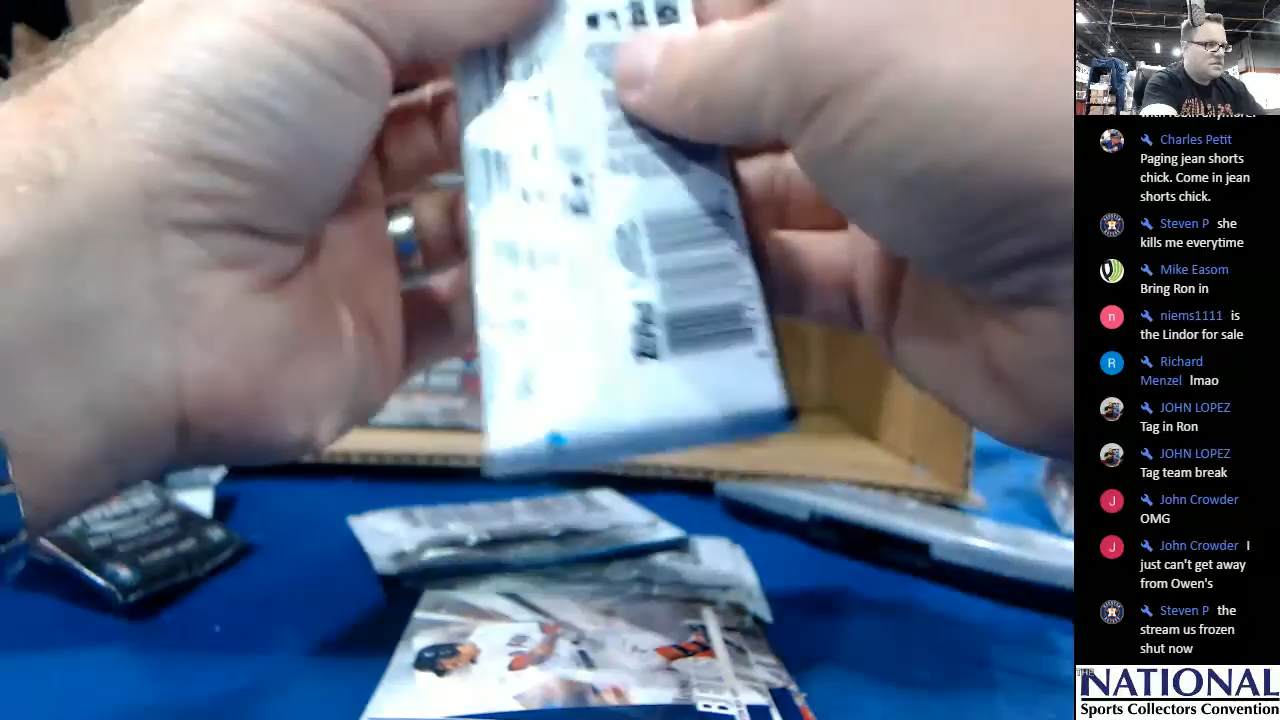 Charles Petit
Paging jean shorts
chick. Come in jean
shorts chick.
Steven P she
kills me everytime
Mike Easom
Bring Ron in
n
niems1111 is
the Lindor for sale
R
Richard
Menzel lmao
JOHN LOPEZ
Tag in Ron
JOHN LOPEZ
Tag team break
J
John Crowder
OMG
J
John Crowder I
just can't get away
from Owen's
Steven P the
stream us frozen
shut now
THE
NATIONAL
Sports Collectors Convention